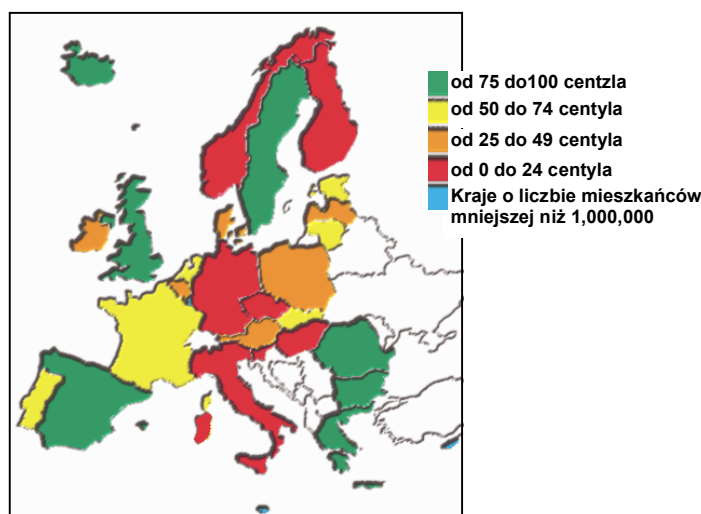 od 75 do100 centzla
od 50 do 74 centyla
od 25 do 49 centyla
od 0 do 24 centyla
Kraje o liczbie mieszkańców
mniejszej niż 1,000,000